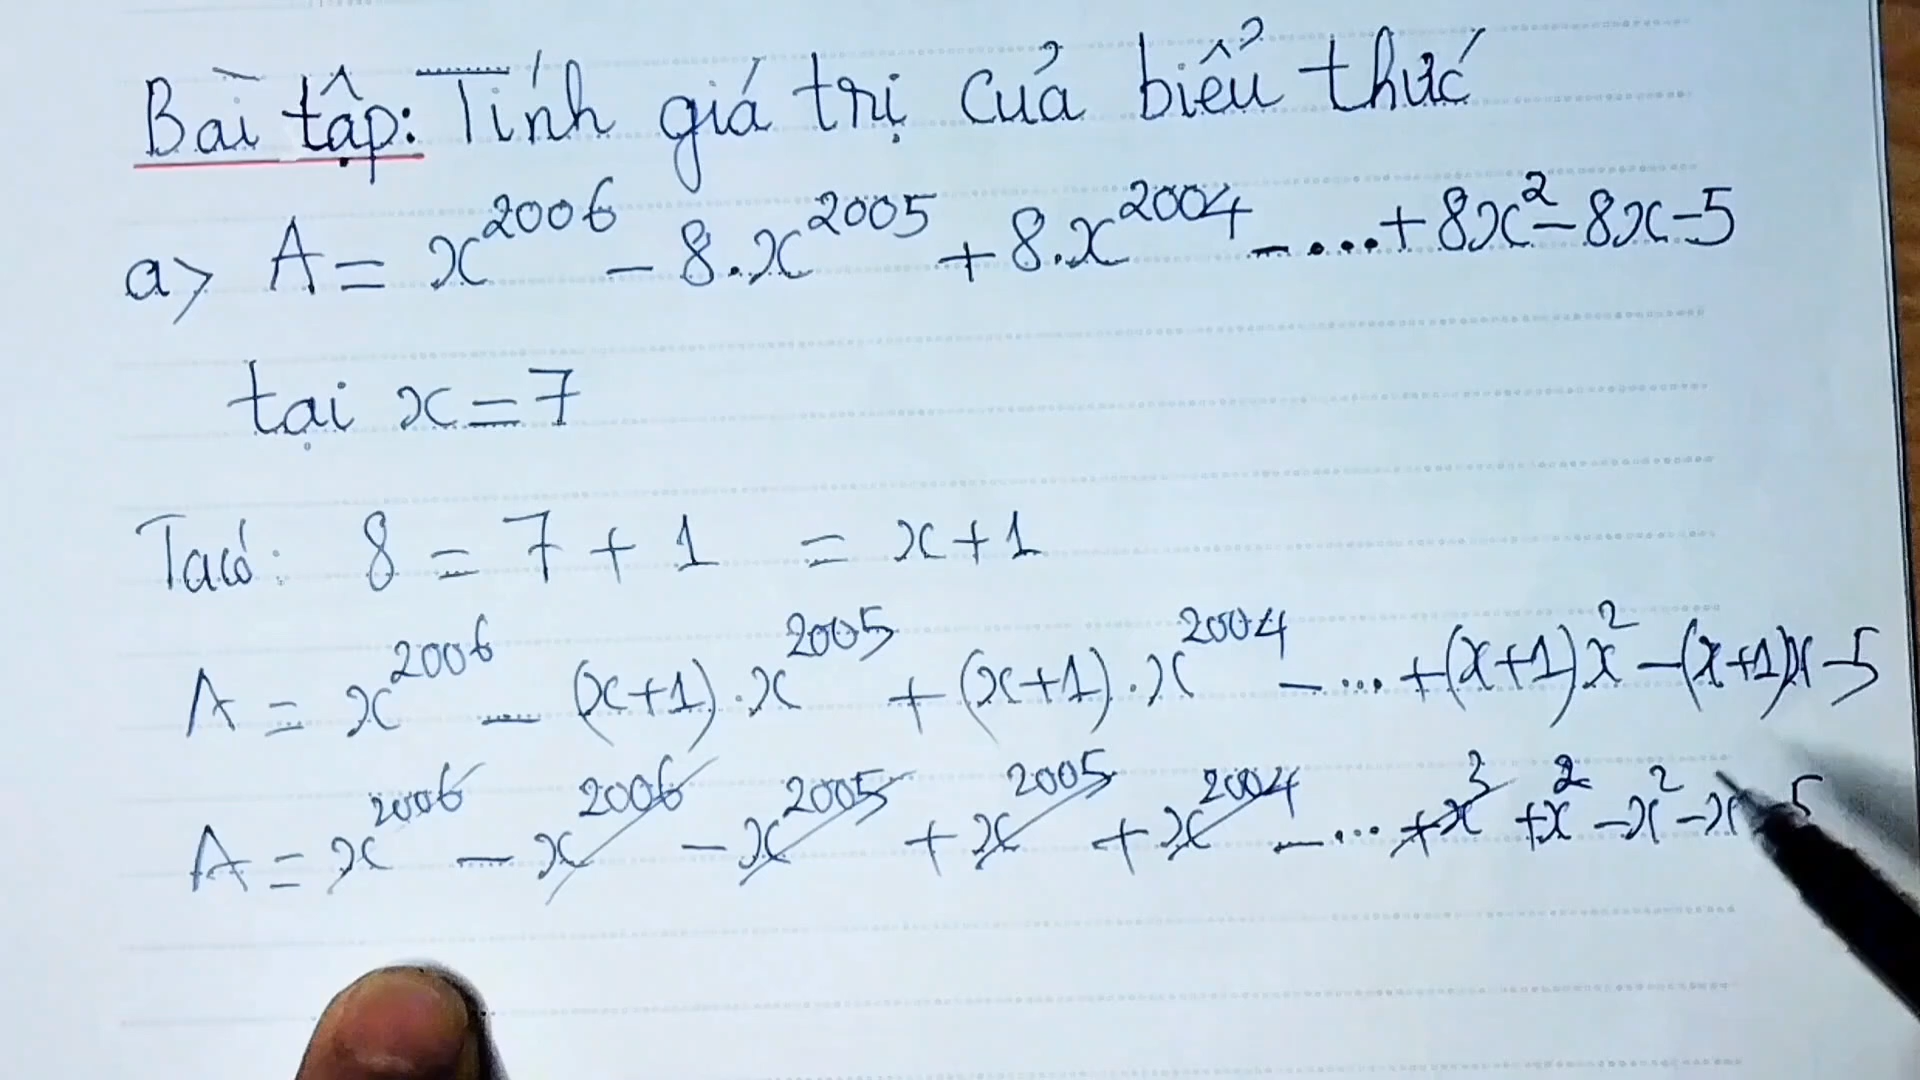 Bài tập: Tính giá trị của biểu thức
a> A = x^2006 - 8.x^2005 + 8.x^2004 - .... + 8x^2 - 8x - 5
tại x = 7
Ta có: 8 = 7 + 1 = x + 1
A = x^2006 - (x+1).x^2005 + (x+1).x^2004 - .... + (x+1)x^2 - (x+1)x - 5
A = x^2006 - x^2006 - x^2005 + x^2005 + x^2004 - .... + x^3 + x^2 - x^2 - x 5